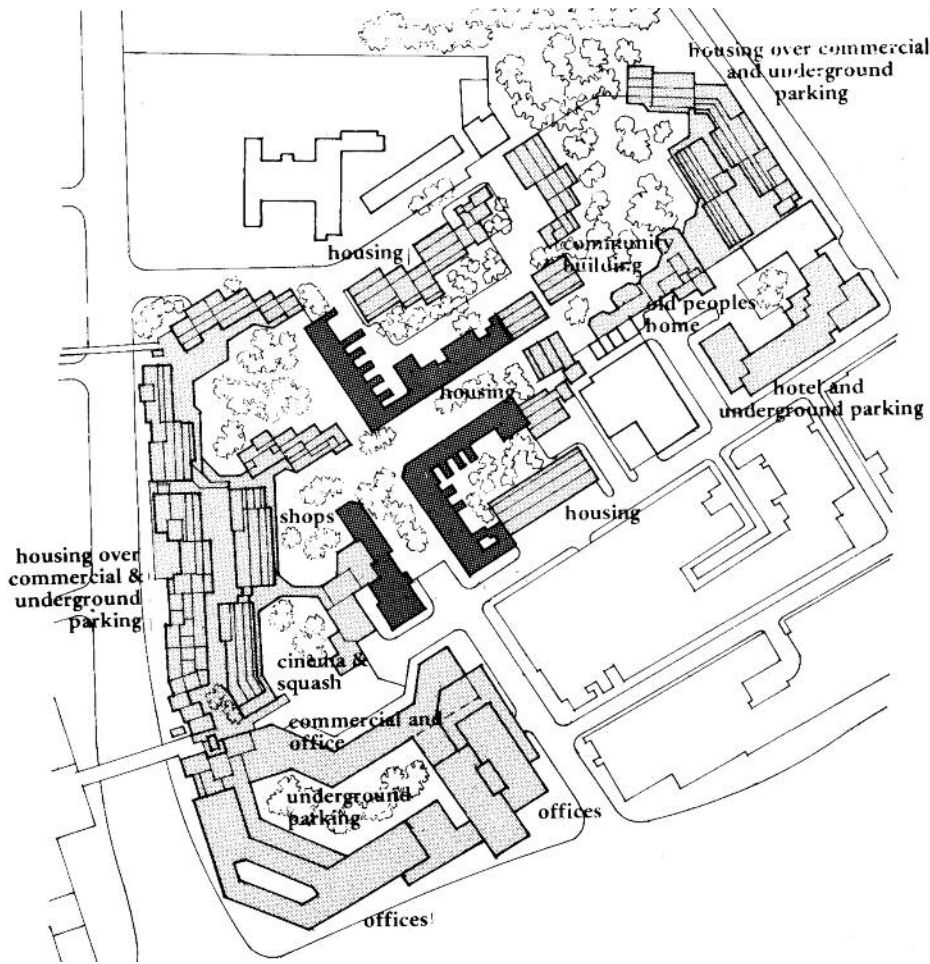 housing over commercial
and underground
parking
housing
community
building
old peoples
home
housing
hotel and
underground parking
shops
housing
housing over
commercial &
underground
parking
cinema &
squash
commercial and
office
underground
parking
offices
offices